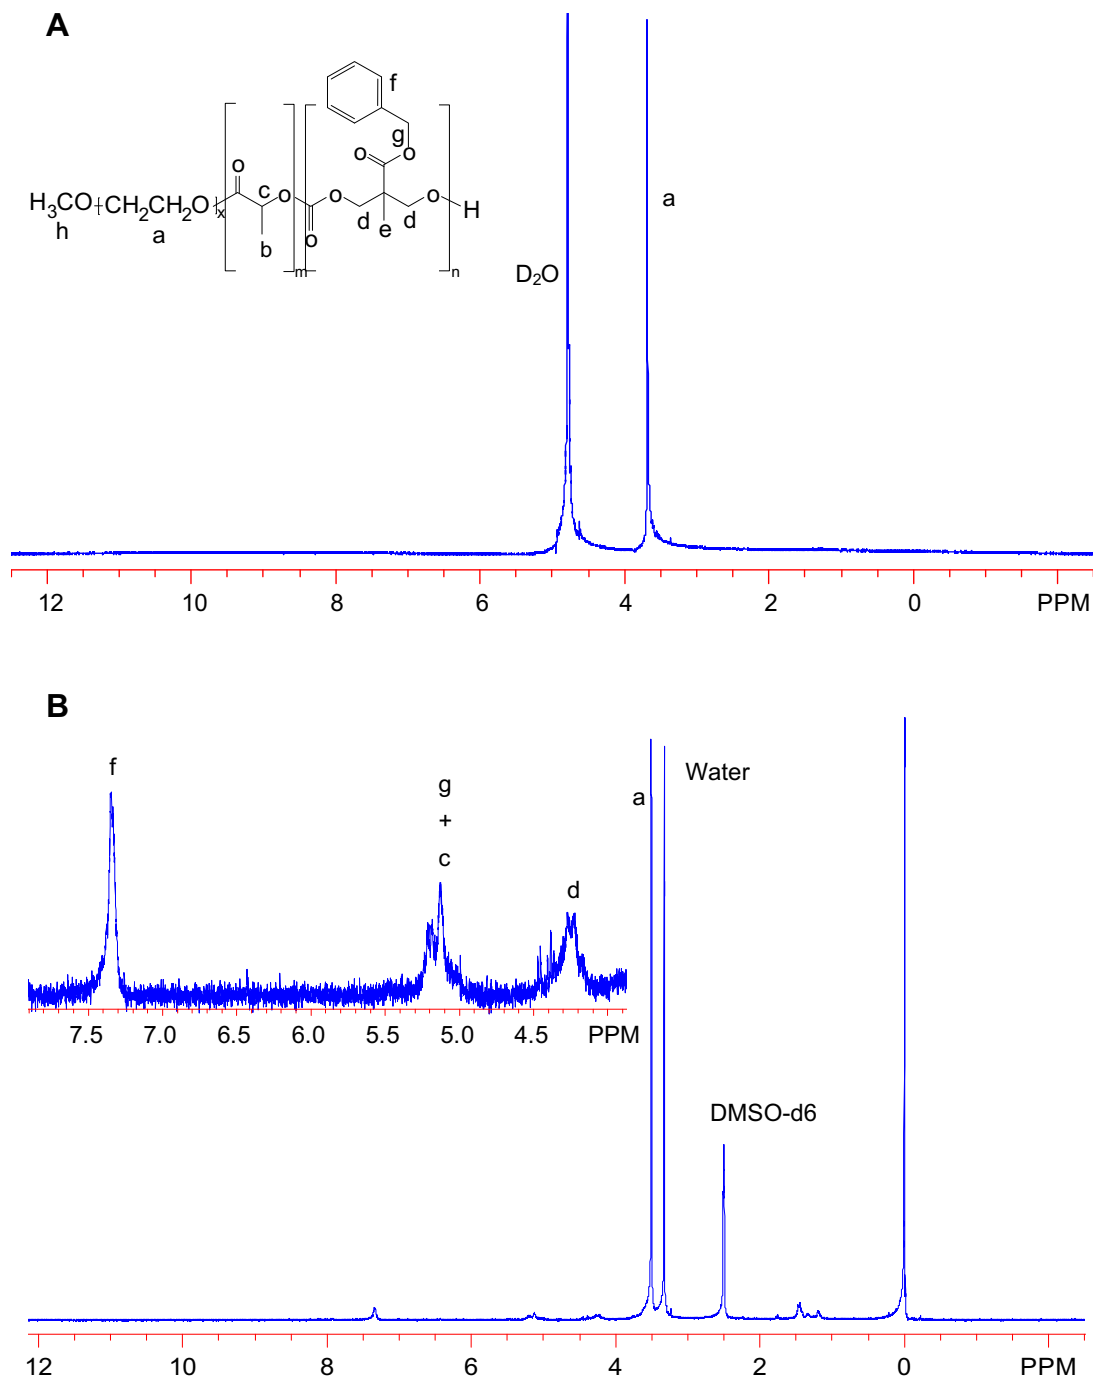 A
f
g
o
o
o
o
H₃CO
CH₂CH₂O
x
c
o
o
o
H
h
a
b
o
d
e
d
m
n
a
D₂O
12
10
8
6
4
2
0
PPM
B
f
g
+
c
d
a
Water
7.5
7.0
6.5
6.0
5.5
5.0
4.5
PPM
DMSO-d6
12
10
8
6
4
2
0
PPM